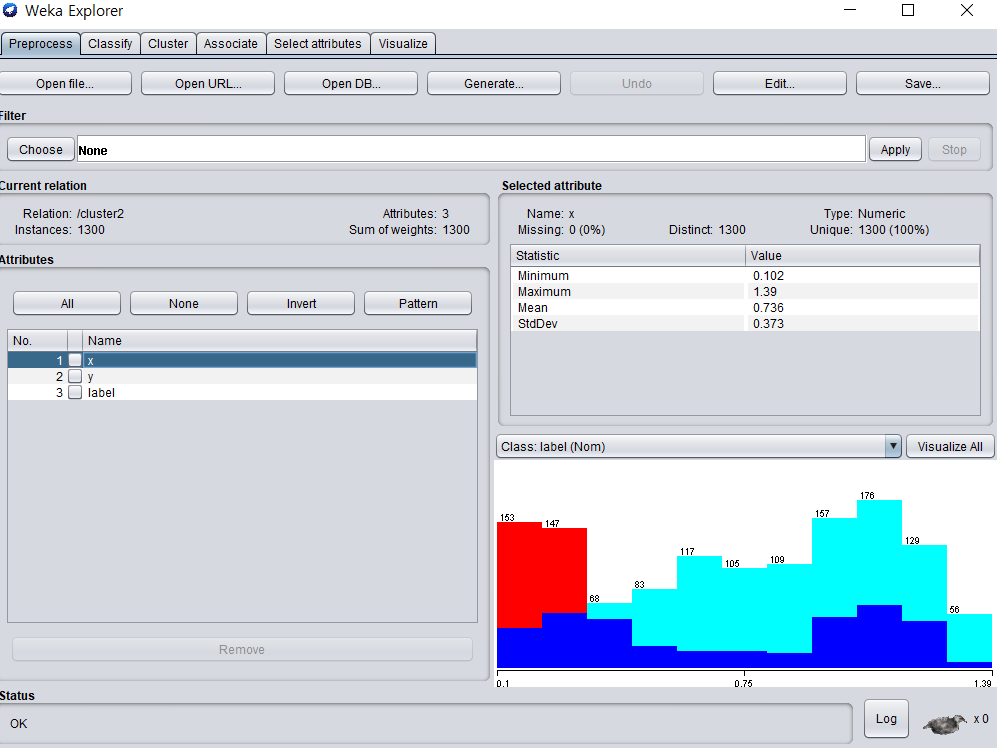 Weka Explorer
Preprocess Classify Cluster Associate Select attributes Visualize
Open file... Open URL... Open DB... Generate... Undo Edit... Save...
Filter
Choose None Apply Stop
Current relation
Relation: /cluster2 Attributes: 3
Instances: 1300 Sum of weights: 1300
Attributes
All None Invert Pattern
No. Name
1 x
2 y
3 label
Remove
Selected attribute
Name: x Type: Numeric
Missing: 0 (0%) Distinct: 1300 Unique: 1300 (100%)
Statistic Value
Minimum 0.102
Maximum 1.39
Mean 0.736
StdDev 0.373
Class: label (Nom) Visualize All
153 147 68 83 117 105 109 157 176 129 56
0.1 0.75 1.39
Status
OK Log x 0